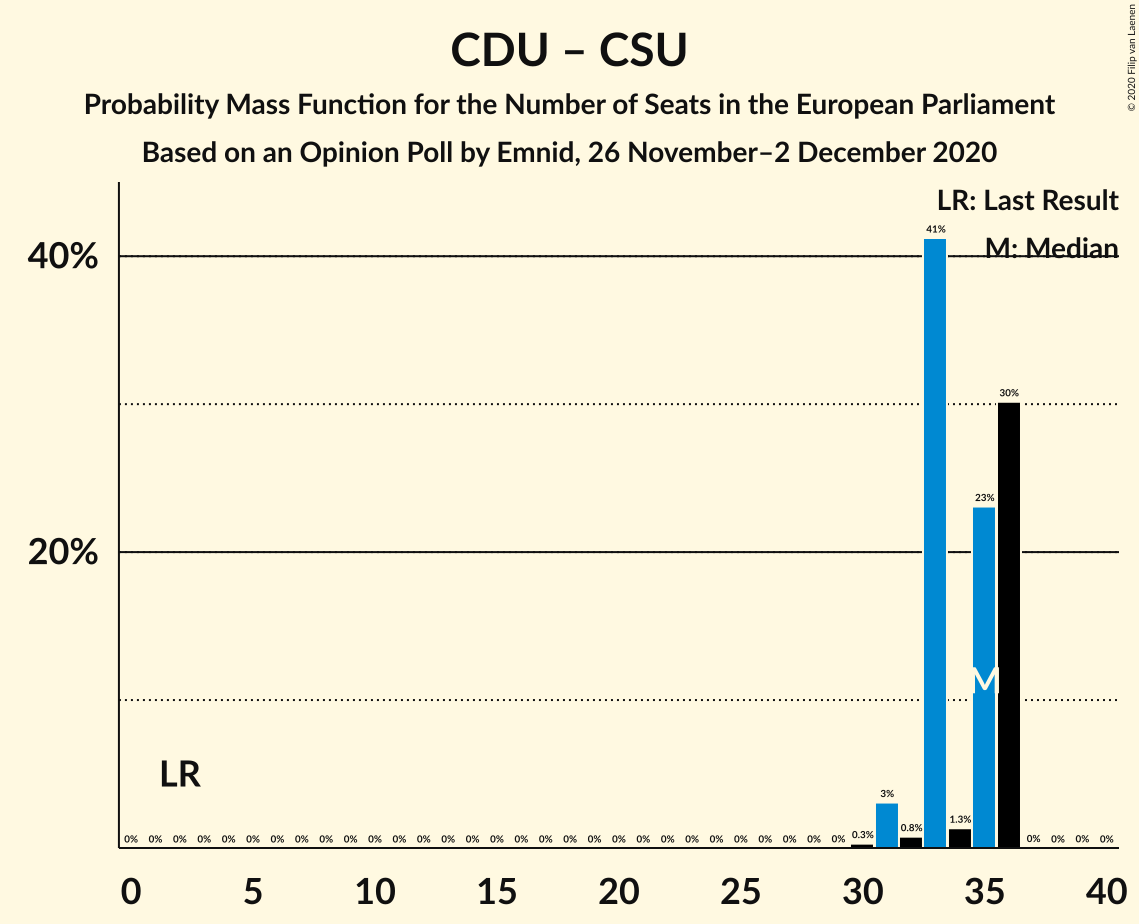 © 2020 Filip van Laenen
CDU – CSU
Probability Mass Function for the Number of Seats in the European Parliament
Based on an Opinion Poll by Emnid, 26 November–2 December 2020
LR: Last Result
M: Median
40%
20%
41%
30%
23%
M
LR
0% 0% 0% 0% 0% 0% 0% 0% 0% 0% 0% 0% 0% 0% 0% 0% 0% 0% 0% 0% 0% 0% 0% 0% 0% 0% 0% 0% 0% 0% 0.3% 3% 0.8% 1.3% 0% 0% 0% 0%
0 5 10 15 20 25 30 35 40